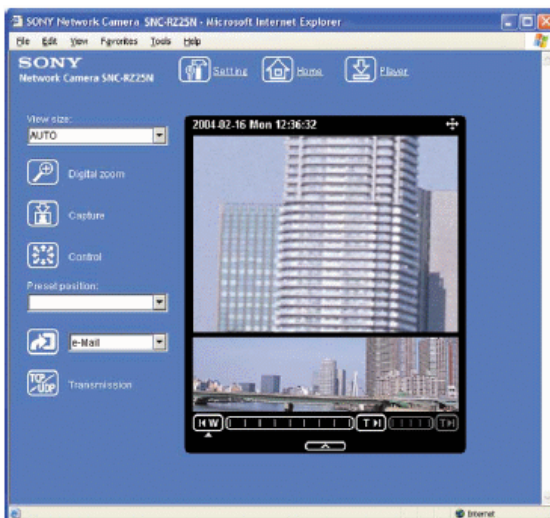 SONY Network Camera SNC-RZ25N - Microsoft Internet Explorer
File Edit View Favorites Tools Help
SONY
Network Camera SNC-RZ25N
Setting Home Player
View size:
AUTO
2004-02-16 Mon 12:36:32
Digital zoom
Capture
Control
Preset position:
e-Mail
TCP/UDP Transmission
W T T
Internet